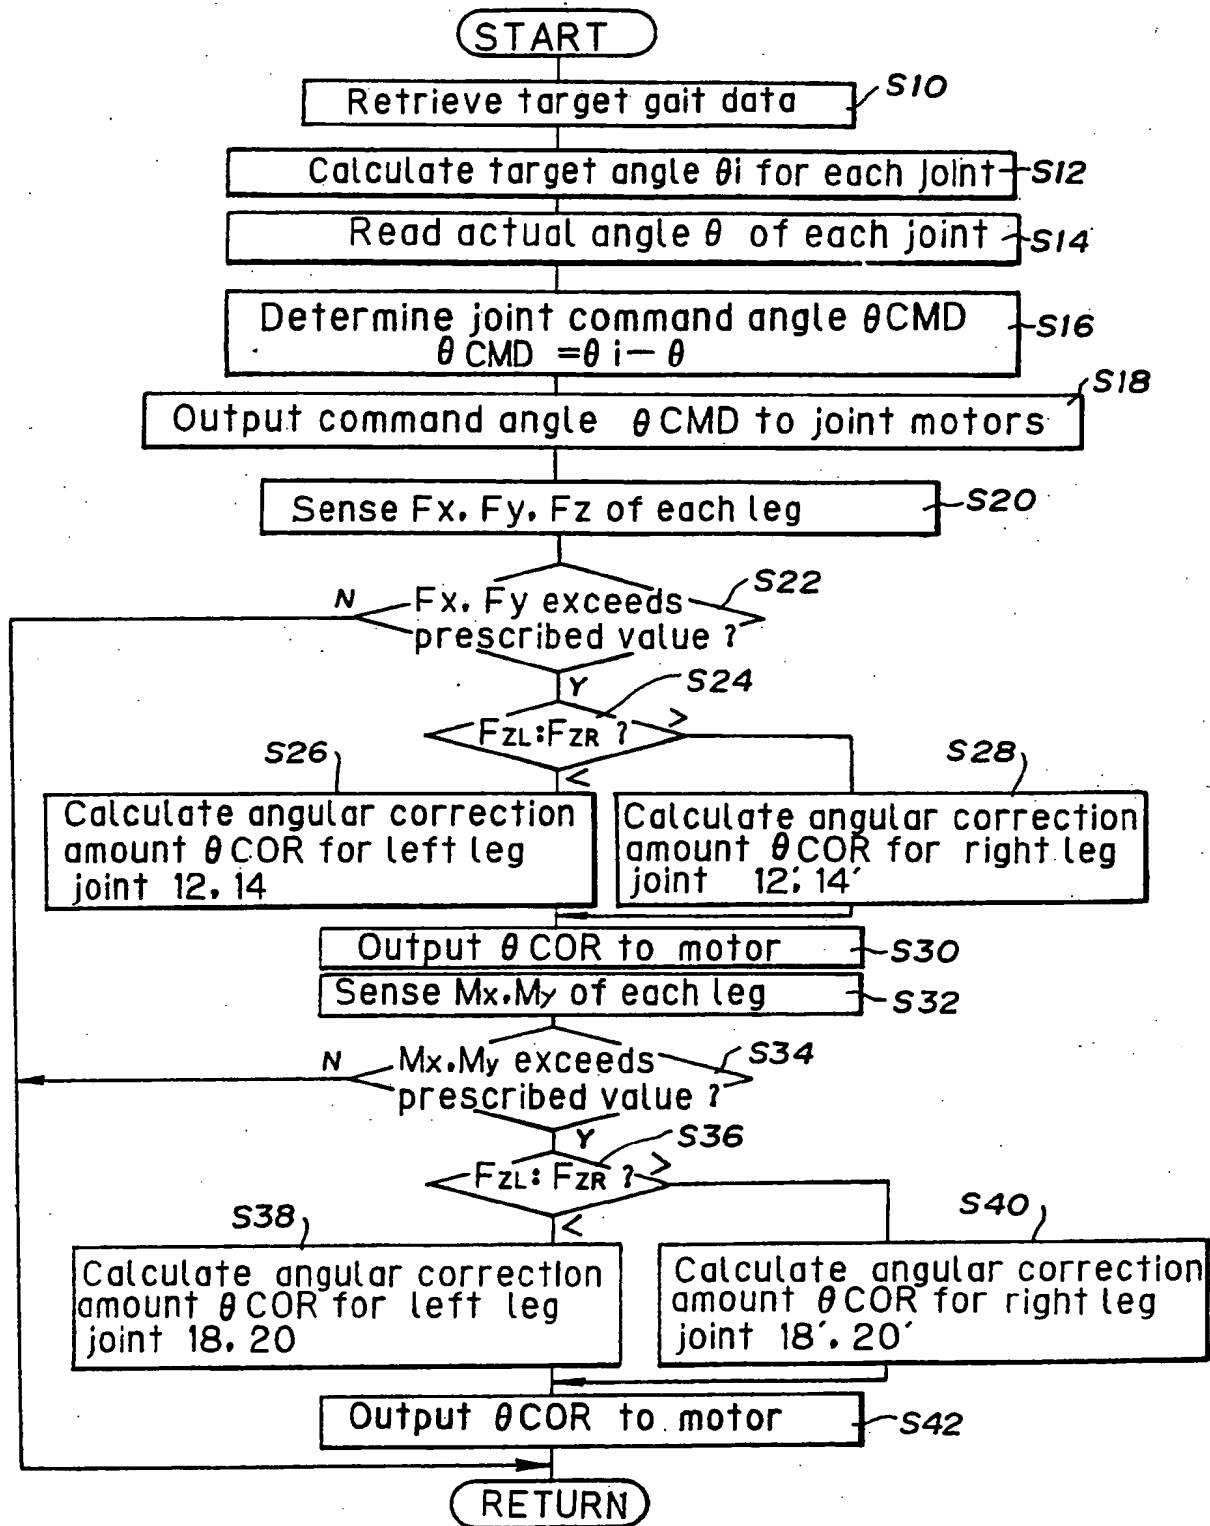 START
Retrieve target gait data
S10
Calculate target angle θi for each joint
S12
Read actual angle θ of each joint
S14
Determine joint command angle θCMD
θCMD = θi − θ
S16
S18
Output command angle θCMD to joint motors
Sense Fx. Fy. Fz of each leg
S20
S22
N
Fx. Fy exceeds
prescribed value ?
Y
S24
FZL : FZR ?
>
<
S26
Calculate angular correction
amount θCOR for left leg
joint 12. 14
S28
Calculate angular correction
amount θCOR for right leg
joint 12'. 14'
Output θCOR to motor
S30
Sense Mx. My of each leg
S32
S34
N
Mx. My exceeds
prescribed value ?
Y
S36
FZL : FZR ?
>
<
S38
Calculate angular correction
amount θCOR for left leg
joint 18. 20
S40
Calculate angular correction
amount θCOR for right leg
joint 18'. 20'
Output θCOR to motor
S42
RETURN